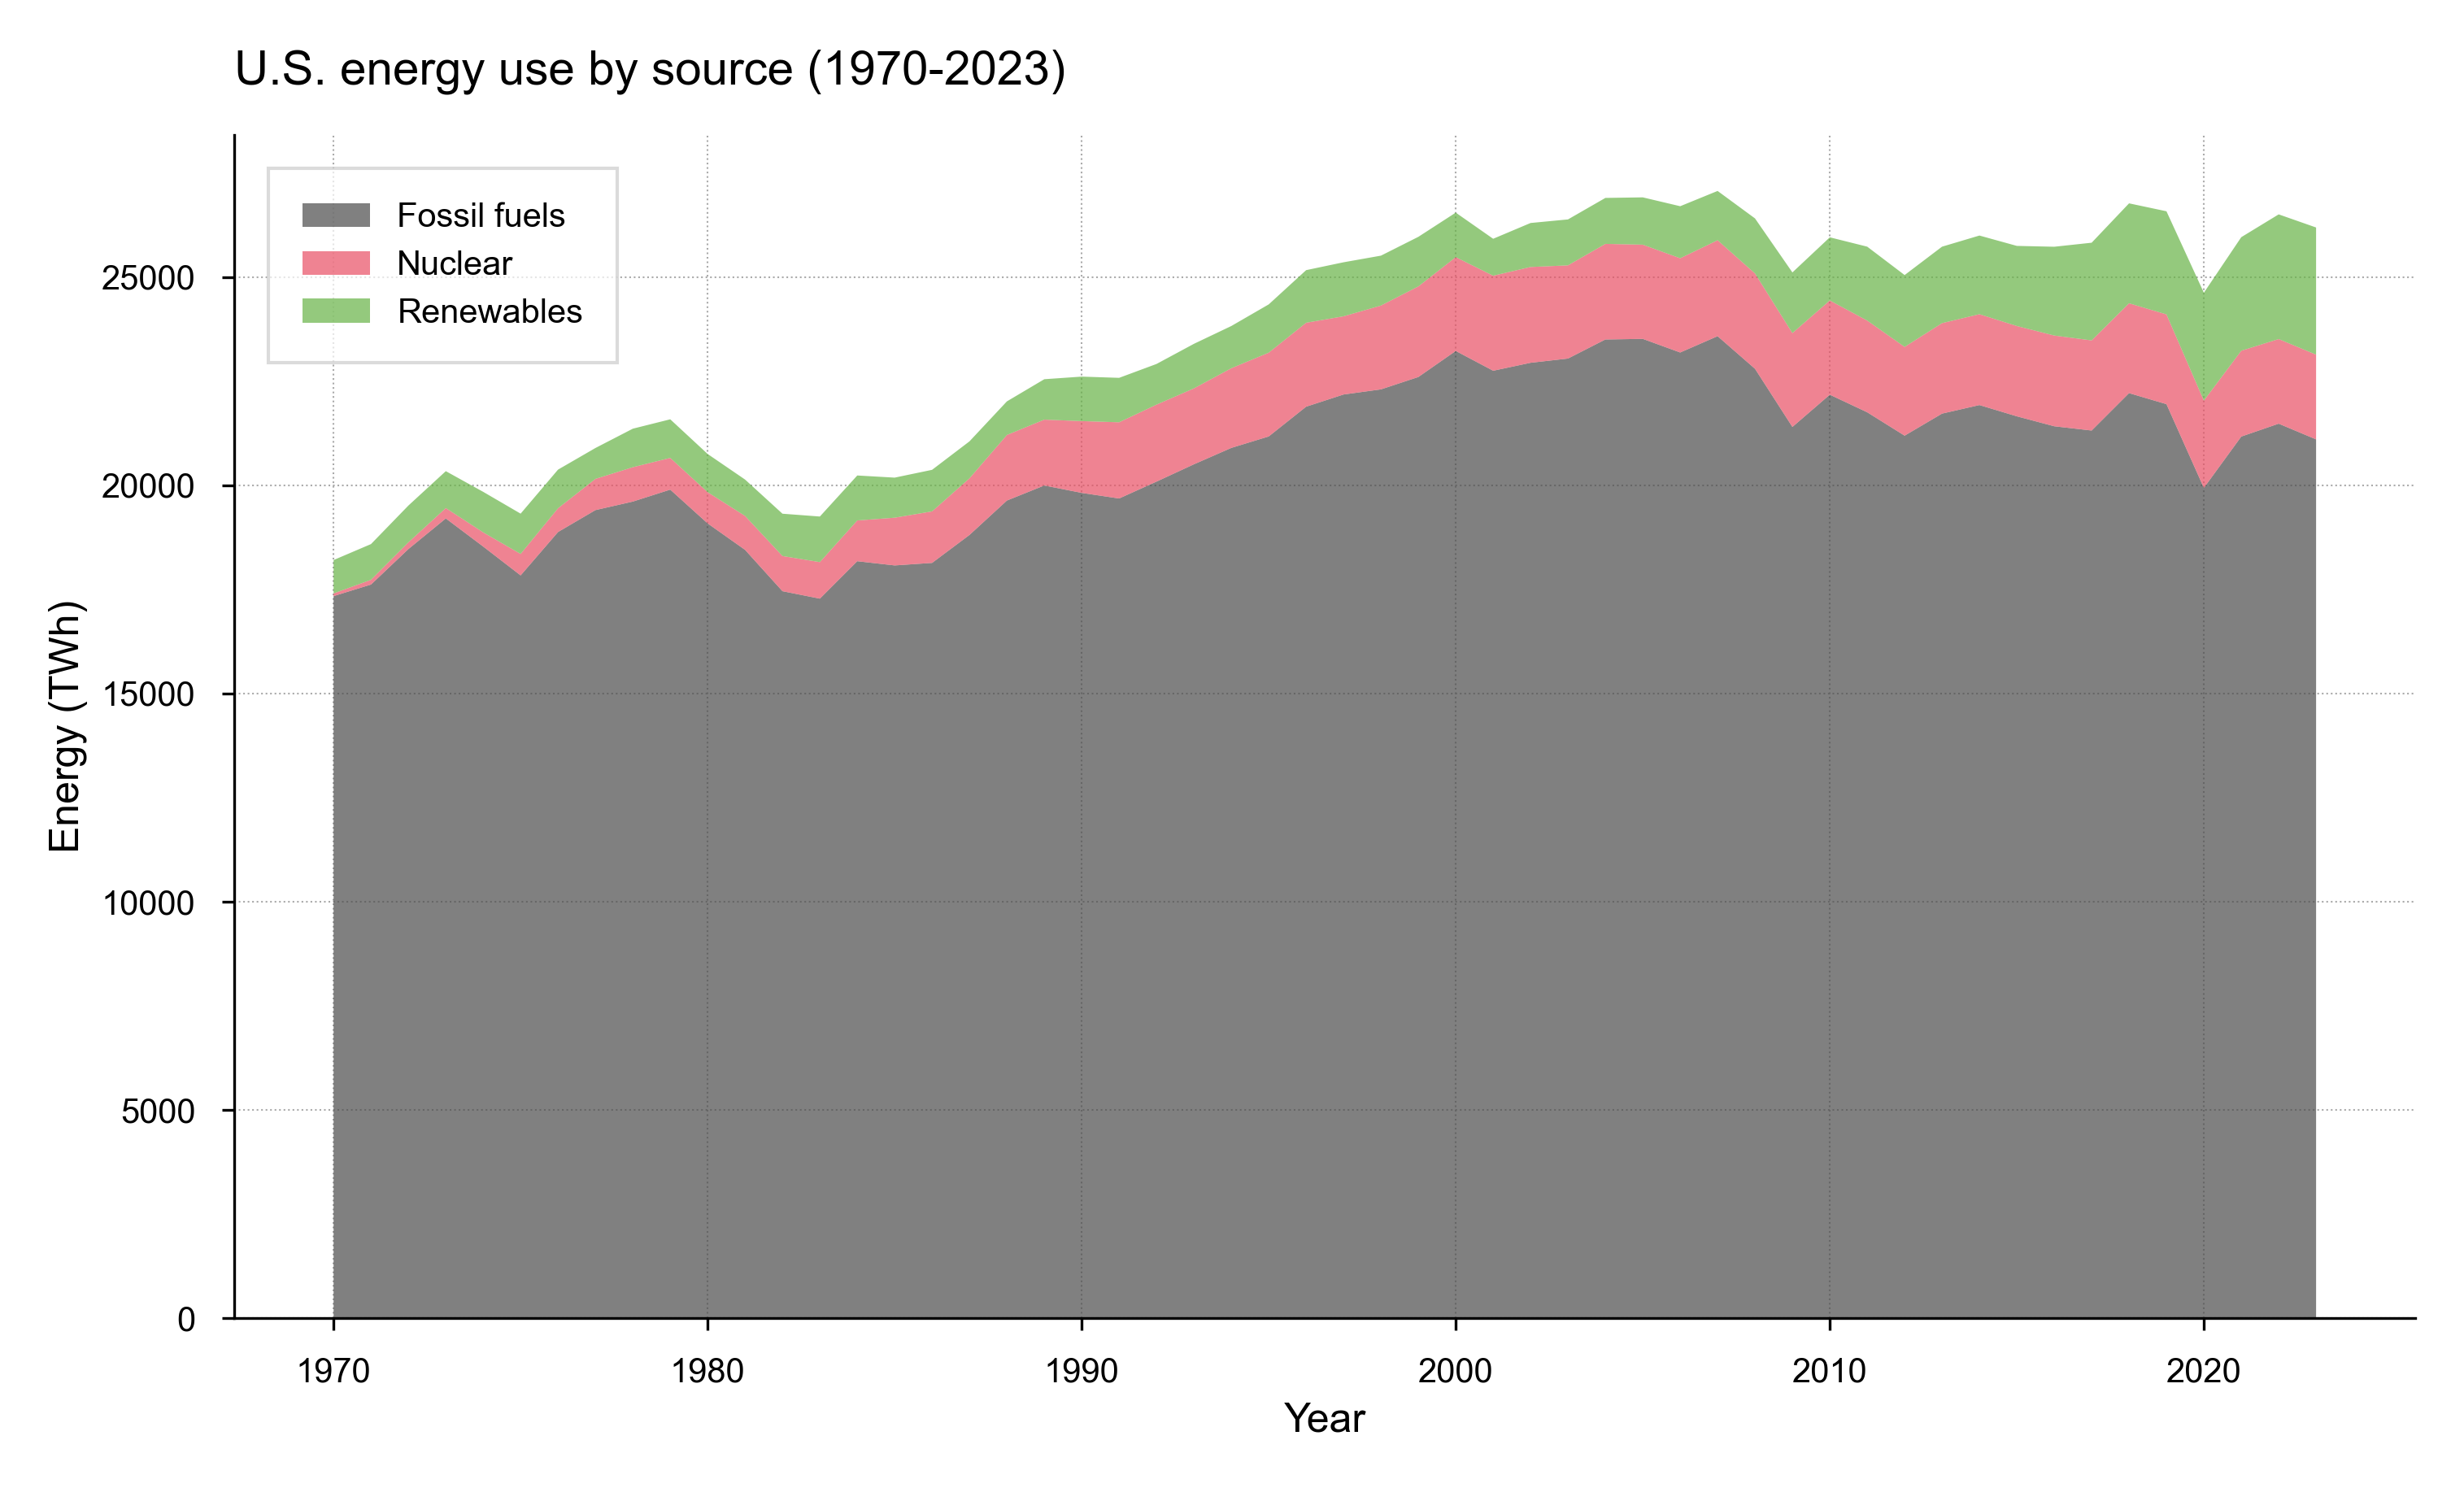 U.S. energy use by source (1970-2023)
Fossil fuels
Nuclear
Renewables
25000
20000
15000
10000
5000
0
Energy (TWh)
1970 1980 1990 2000 2010 2020
Year